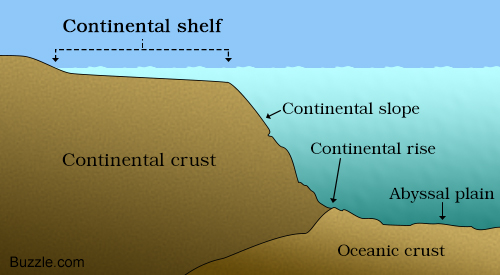 Continental shelf
Continental slope
Continental rise
Continental crust
Abyssal plain
Oceanic crust
Buzzle.com